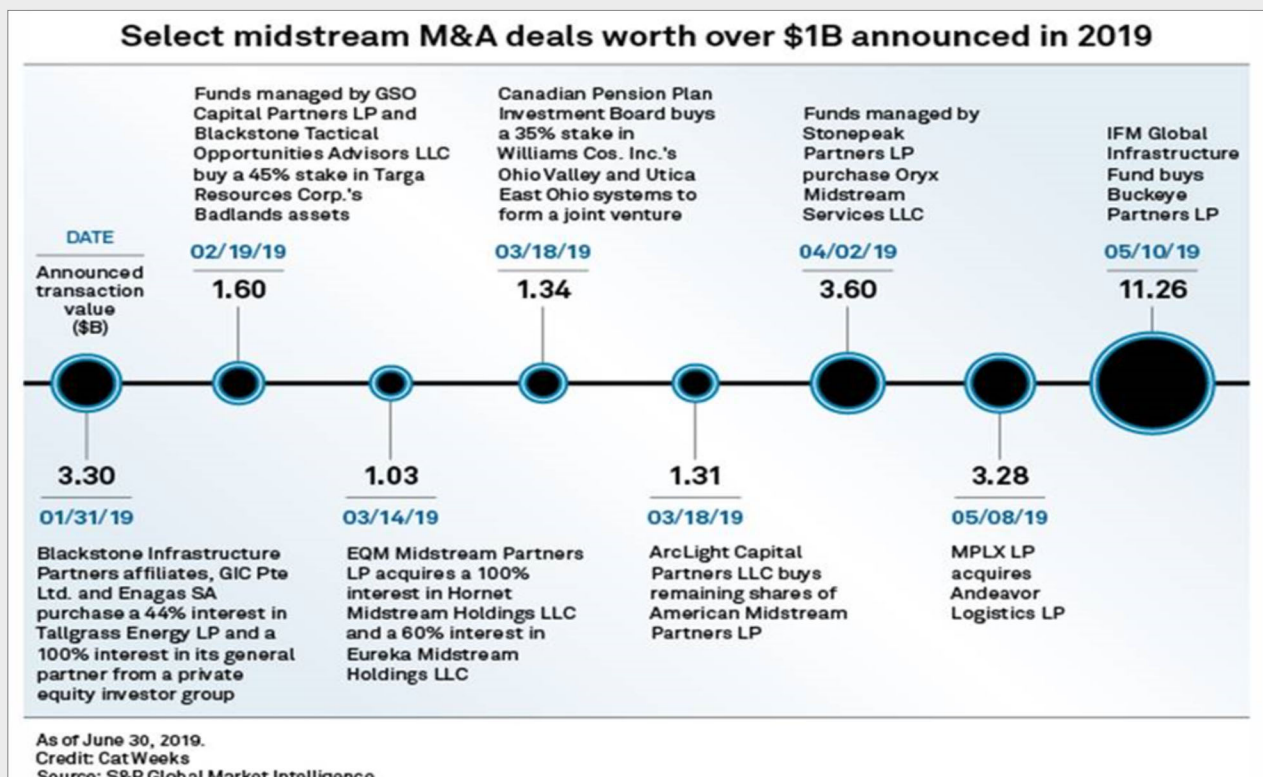 Select midstream M&A deals worth over $1B announced in 2019
DATE
Announced
transaction
value
($B)
Funds managed by GSO
Capital Partners LP and
Blackstone Tactical
Opportunities Advisors LLC
buy a 45% stake in Targa
Resources Corp.'s
Badlands assets
02/19/19
1.60
Canadian Pension Plan
Investment Board buys
a 35% stake in
Williams Cos. Inc.'s
Ohio Valley and Utica
East Ohio systems to
form a joint venture
03/18/19
1.34
Funds managed by
Stonepeak
Partners LP
purchase Oryx
Midstream
Services LLC
04/02/19
3.60
IFM Global
Infrastructure
Fund buys
Buckeye
Partners LP
05/10/19
11.26
3.30
01/31/19
Blackstone Infrastructure
Partners affiliates, GIC Pte
Ltd. and Enagas SA
purchase a 44% interest in
Tallgrass Energy LP and a
100% interest in its general
partner from a private
equity investor group
1.03
03/14/19
EQM Midstream Partners
LP acquires a 100%
interest in Hornet
Midstream Holdings LLC
and a 60% interest in
Eureka Midstream
Holdings LLC
1.31
03/18/19
ArcLight Capital
Partners LLC buys
remaining shares of
American Midstream
Partners LP
3.28
05/08/19
MPLX LP
acquires
Andeavor
Logistics LP
As of June 30, 2019.
Credit: Cat Weeks
Source: S&P Global Market Intelligence